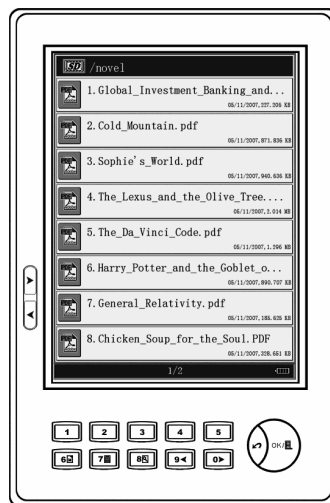 SD /novel
1. Global_Investment_Banking_and...
05/11/2007, 227.205 KB
2. Cold_Mountain.pdf
05/11/2007, 871.836 KB
3. Sophie's_World.pdf
05/11/2007, 940.636 KB
4. The_Lexus_and_the_Olive_Tree....
05/11/2007, 2.014 MB
5. The_Da_Vinci_Code.pdf
05/11/2007, 1.296 MB
6. Harry_Potter_and_the_Goblet_o...
05/11/2007, 890.707 KB
7. General_Relativity.pdf
05/11/2007, 185.625 KB
8. Chicken_Soup_for_the_Soul.PDF
05/11/2007, 328.651 KB
1/2
1 2 3 4 5
6 7 8 9 0 OK/